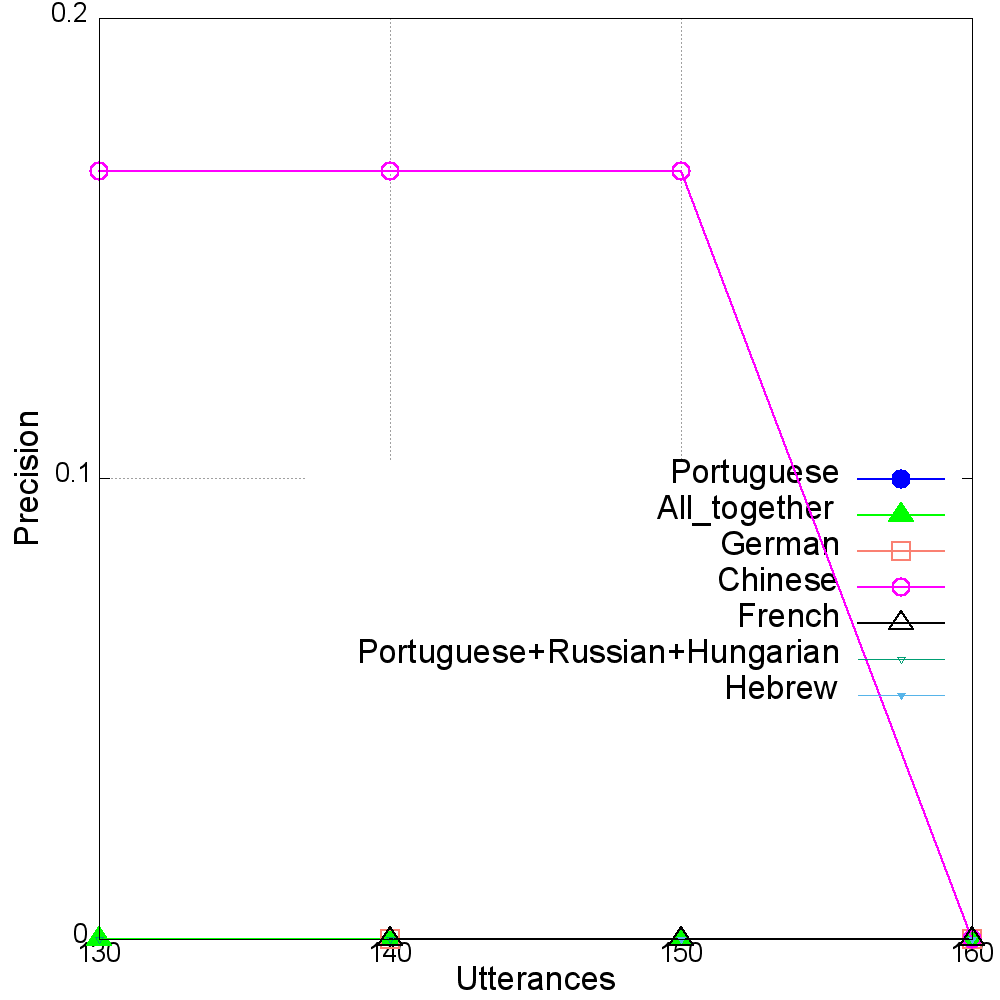 0.2
Precision
0.1
Portuguese
All_together
German
Chinese
French
Portuguese+Russian+Hungarian
Hebrew
0
130 140 150 160
Utterances